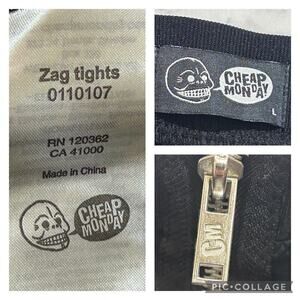 Zag tights
0110107
RN 120362
CA 41000
Made in China
CHEAP
MONDAY
CHEAP
MONDAY
L
CM
PIC•COLLAGE